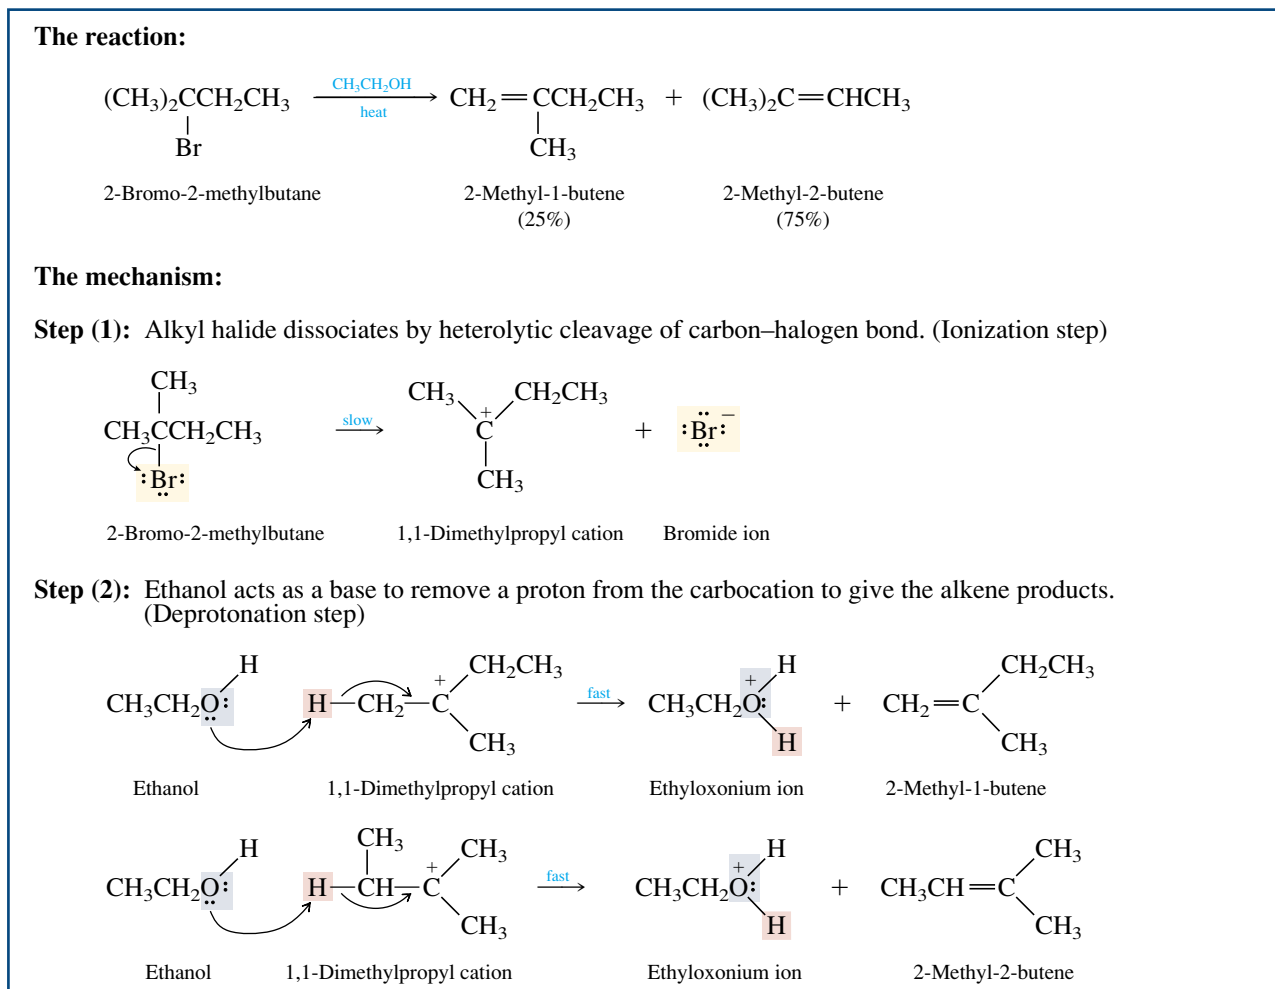 The reaction:
CH₃CH₂OH
(CH₃)₂CCH₂CH₃ ⟶ CH₂=CCH₂CH₃ + (CH₃)₂C=CHCH₃
heat
Br CH₃
2-Bromo-2-methylbutane 2-Methyl-1-butene 2-Methyl-2-butene
(25%) (75%)
The mechanism:
Step (1): Alkyl halide dissociates by heterolytic cleavage of carbon–halogen bond. (Ionization step)
CH₃ CH₃ CH₂CH₃
slow
CH₃CCH₂CH₃ ⟶ C⁺ + :Br:⁻
:Br: CH₃
2-Bromo-2-methylbutane 1,1-Dimethylpropyl cation Bromide ion
Step (2): Ethanol acts as a base to remove a proton from the carbocation to give the alkene products.
(Deprotonation step)
H CH₂CH₃ H CH₂CH₃
fast
CH₃CH₂O: H—CH₂—C⁺ ⟶ CH₃CH₂O⁺: + CH₂=C
CH₃ H CH₃
Ethanol 1,1-Dimethylpropyl cation Ethyloxonium ion 2-Methyl-1-butene
CH₃
H CH₃ H CH₃
fast
CH₃CH₂O: H—CH—C⁺ ⟶ CH₃CH₂O⁺: + CH₃CH=C
CH₃ H CH₃
Ethanol 1,1-Dimethylpropyl cation Ethyloxonium ion 2-Methyl-2-butene